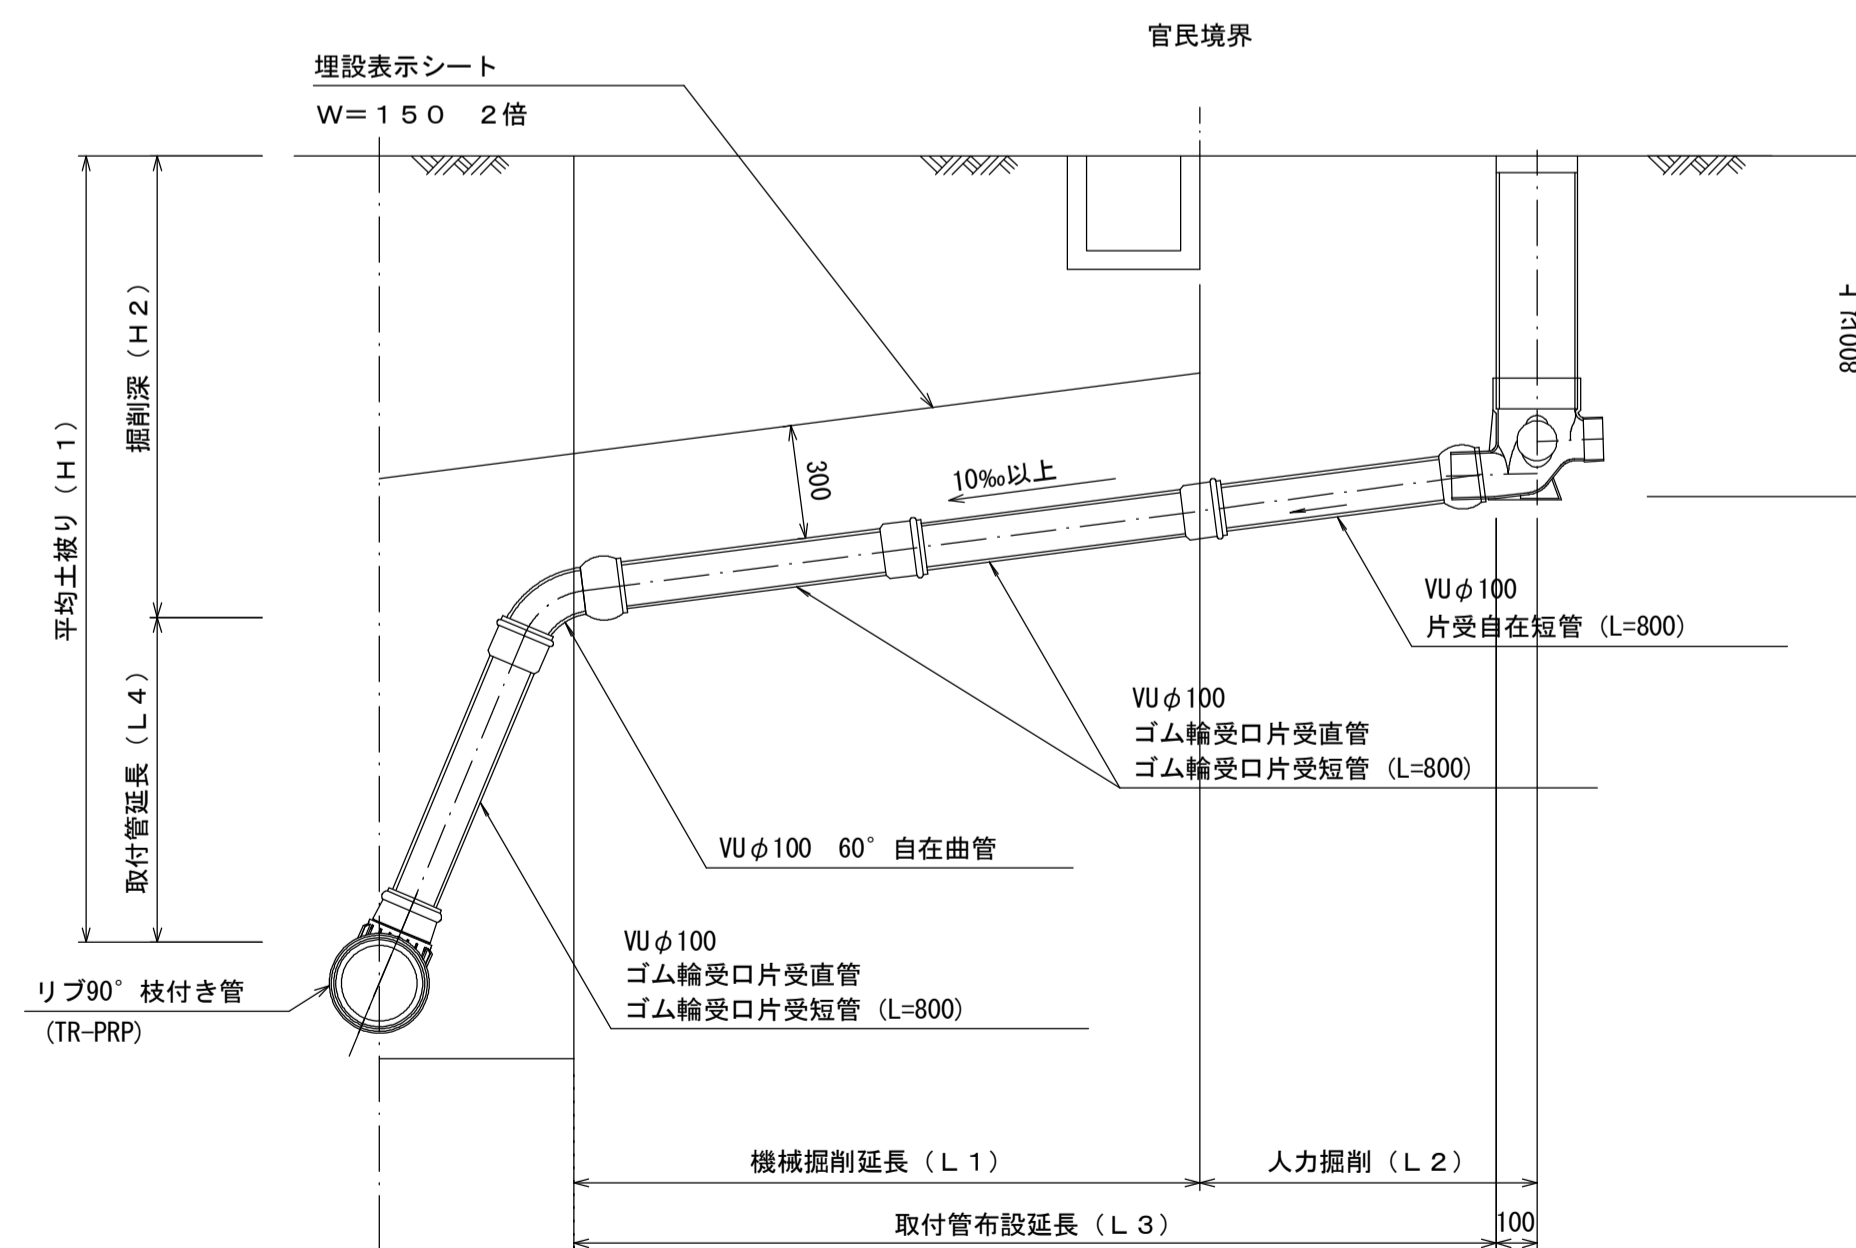 官民境界
埋設表示シート
W=150 2倍
掘削深(H2)
平均土被り(H1)
取付管延長(L4)
800以上
300
10‰以上
VUφ100
片受自在短管 (L=800)
VUφ100
ゴム輪受口片受直管
ゴム輪受口片受短管 (L=800)
VUφ100 60° 自在曲管
VUφ100
ゴム輪受口片受直管
ゴム輪受口片受短管 (L=800)
リブ90° 枝付き管
(TR-PRP)
機械掘削延長(L1)
人力掘削(L2)
取付管布設延長(L3)
100